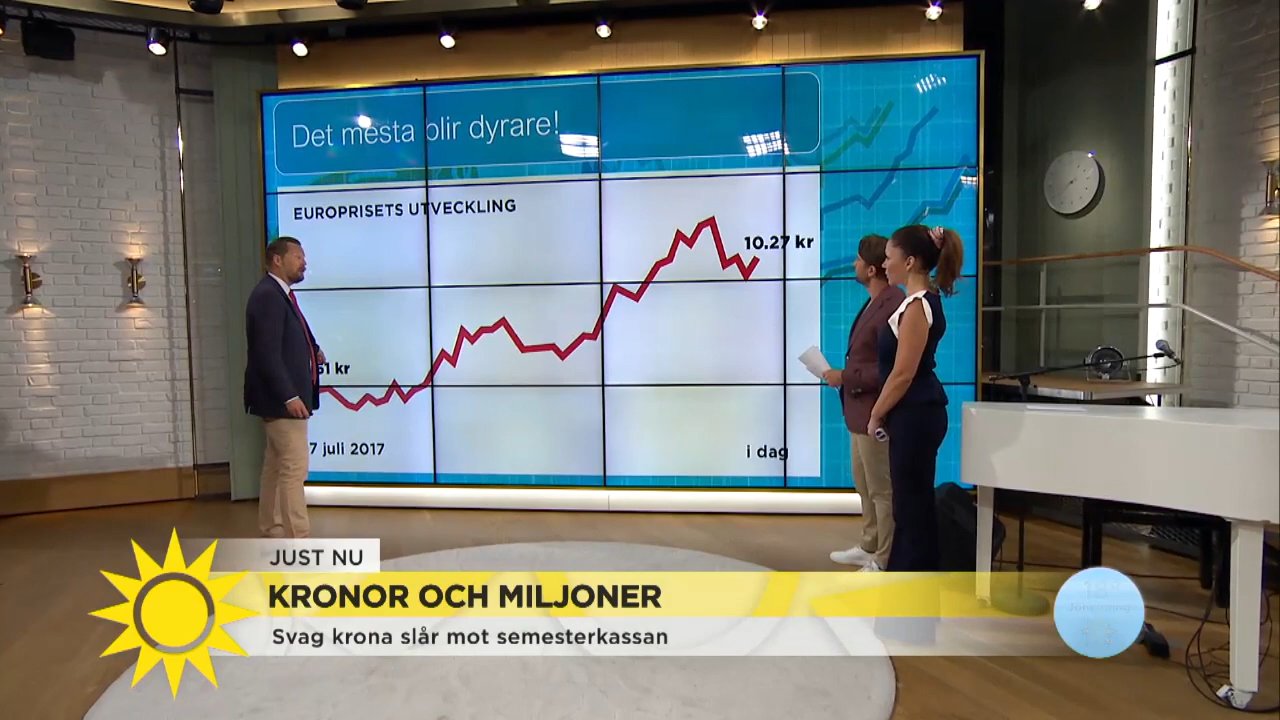 Det mesta blir dyrare!
EUROPRISETS UTVECKLING
10.27 kr
51 kr
7 juli 2017
i dag
JUST NU
KRONOR OCH MILJONER
Svag krona slår mot semesterkassan